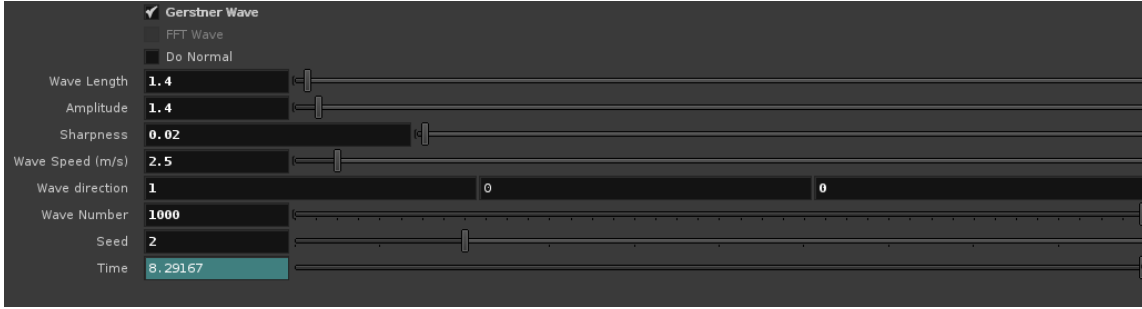 Gerstner Wave
FFT Wave
Do Normal
Wave Length 1.4
Amplitude 1.4
Sharpness 0.02
Wave Speed (m/s) 2.5
Wave direction 1 0 0
Wave Number 1000
Seed 2
Time 8.29167